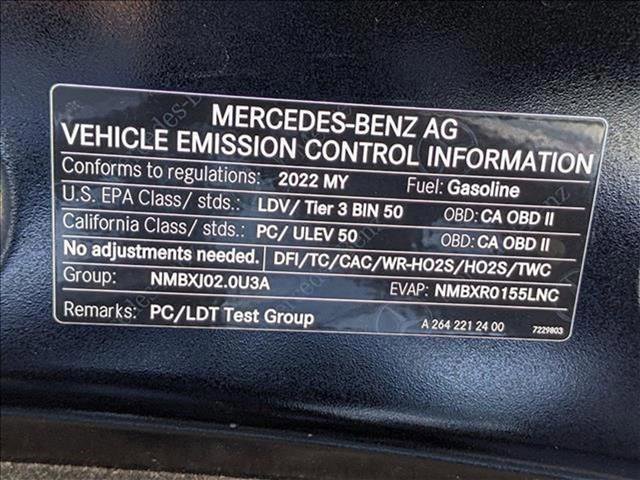 MERCEDES-BENZ AG
VEHICLE EMISSION CONTROL INFORMATION
Conforms to regulations: 2022 MY Fuel: Gasoline
U.S. EPA Class/ stds.: LDV/ Tier 3 BIN 50 OBD: CA OBD II
California Class/ stds.: PC/ ULEV 50 OBD: CA OBD II
No adjustments needed. DFI/TC/CAC/WR-HO2S/HO2S/TWC
Group: NMBXJ02.0U3A EVAP: NMBXR0155LNC
Remarks: PC/LDT Test Group A 264 221 24 00 7229803